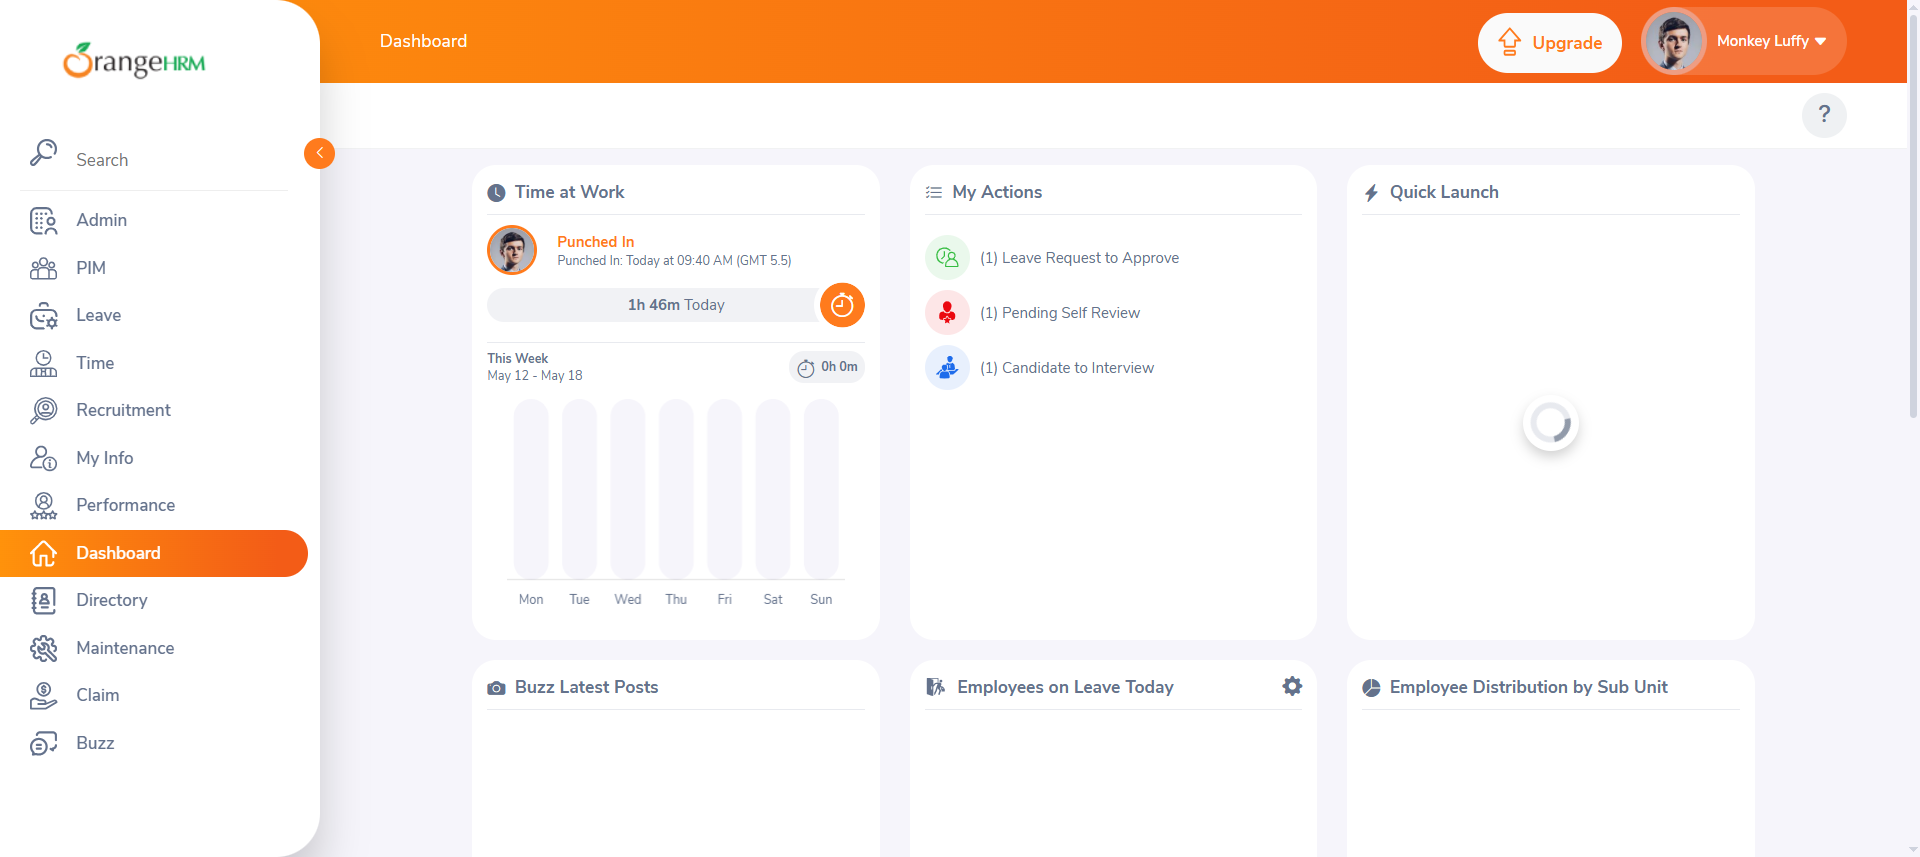 OrangeHRM
Dashboard
Upgrade
Monkey Luffy
?
Search
Admin
PIM
Leave
Time
Recruitment
My Info
Performance
Dashboard
Directory
Maintenance
Claim
Buzz
Time at Work
Punched In
Punched In: Today at 09:40 AM (GMT 5.5)
1h 46m Today
This Week
May 12 - May 18
0h 0m
Mon Tue Wed Thu Fri Sat Sun
My Actions
(1) Leave Request to Approve
(1) Pending Self Review
(1) Candidate to Interview
Quick Launch
Buzz Latest Posts
Employees on Leave Today
Employee Distribution by Sub Unit